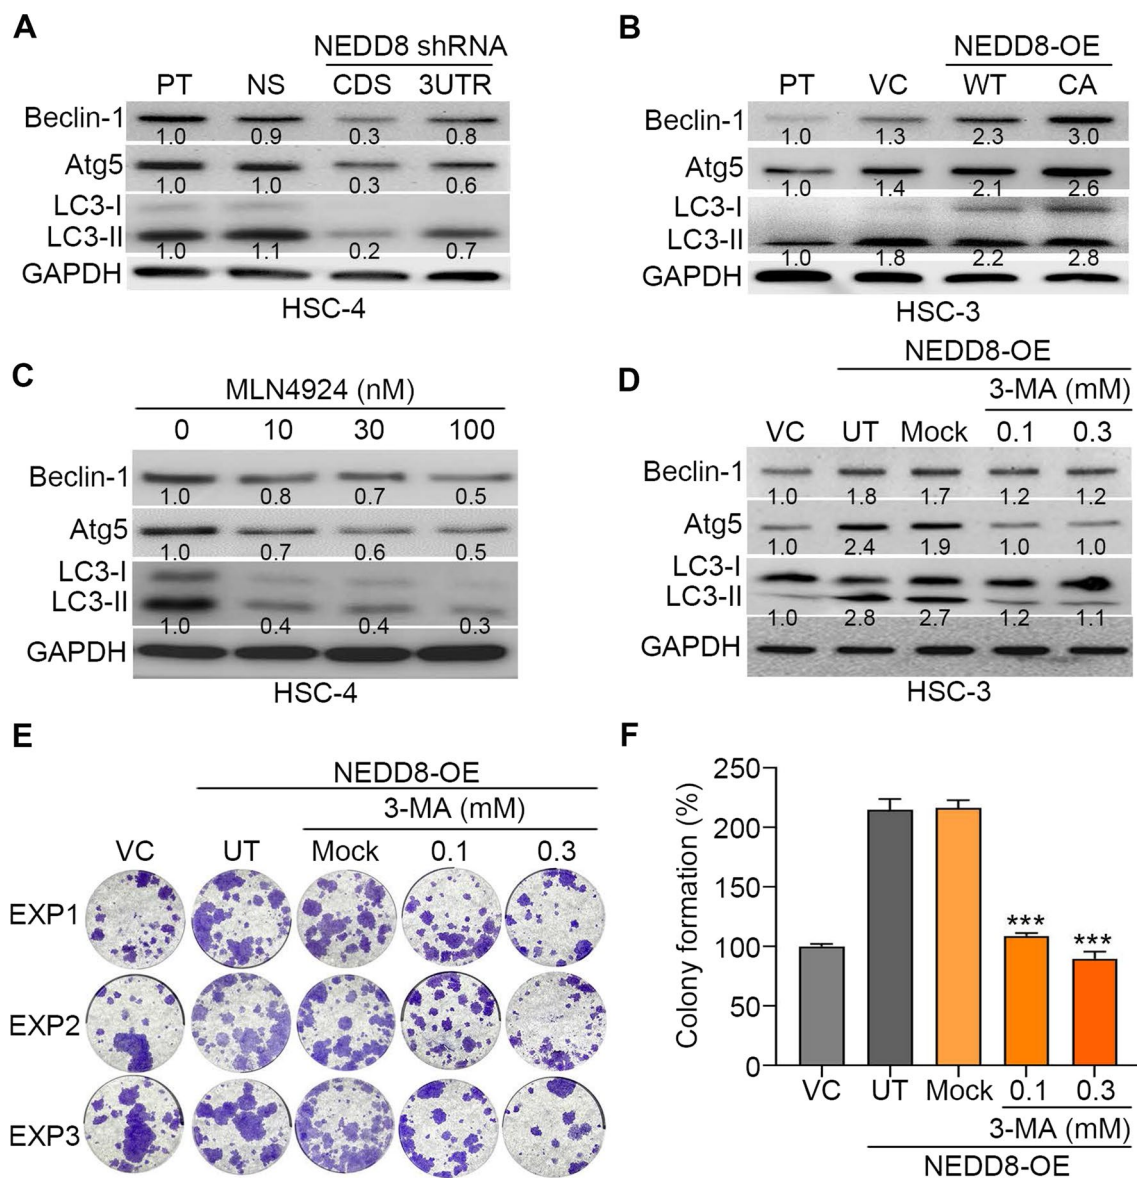 A
NEDD8 shRNA
PT NS CDS 3UTR
Beclin-1
1.0 0.9 0.3 0.8
Atg5
1.0 1.0 0.3 0.6
LC3-I
LC3-II
1.0 1.1 0.2 0.7
GAPDH
HSC-4
B
NEDD8-OE
PT VC WT CA
Beclin-1
1.0 1.3 2.3 3.0
Atg5
1.0 1.4 2.1 2.6
LC3-I
LC3-II
1.0 1.8 2.2 2.8
GAPDH
HSC-3
C
MLN4924 (nM)
0 10 30 100
Beclin-1
1.0 0.8 0.7 0.5
Atg5
1.0 0.7 0.6 0.5
LC3-I
LC3-II
1.0 0.4 0.4 0.3
GAPDH
HSC-4
D
NEDD8-OE
3-MA (mM)
VC UT Mock 0.1 0.3
Beclin-1
1.0 1.8 1.7 1.2 1.2
Atg5
1.0 2.4 1.9 1.0 1.0
LC3-I
LC3-II
1.0 2.8 2.7 1.2 1.1
GAPDH
HSC-3
E
NEDD8-OE
3-MA (mM)
VC UT Mock 0.1 0.3
EXP1
EXP2
EXP3
F
Colony formation (%)
250
200
150
100
50
0
***
***
VC UT Mock 0.1 0.3
3-MA (mM)
NEDD8-OE